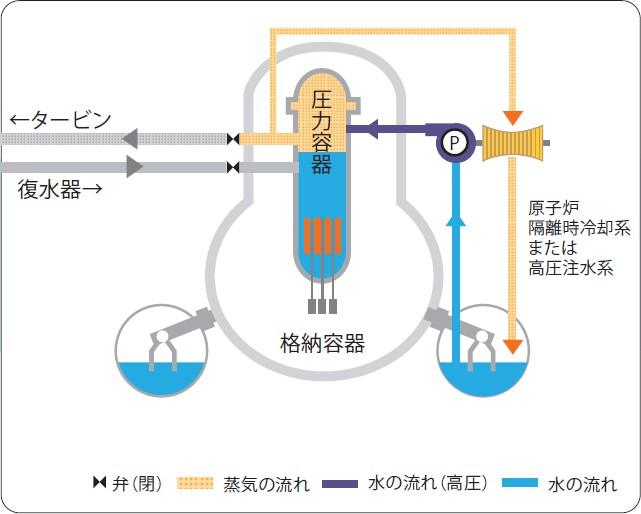 ←タービン
復水器→
圧力容器
P
原子炉
隔離時冷却系
または
高圧注水系
格納容器
弁（閉）
蒸気の流れ
水の流れ（高圧）
水の流れ